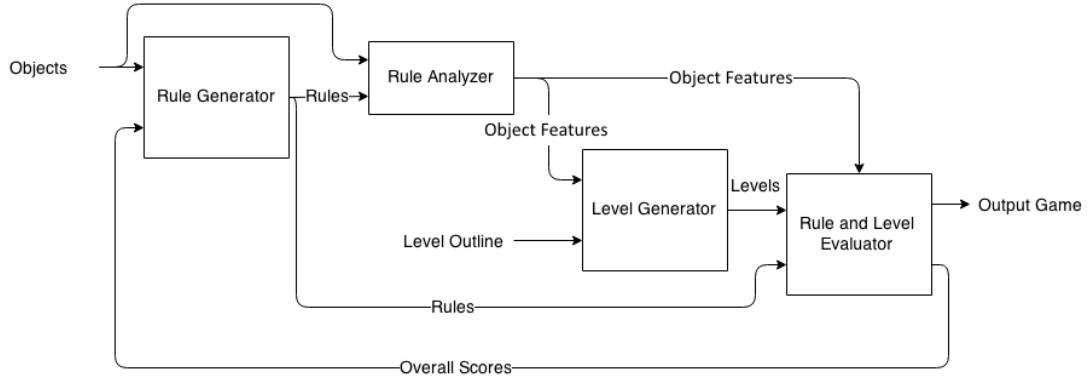 Objects
Rule Generator
Rules
Rule Analyzer
Object Features
Object Features
Level Outline
Level Generator
Levels
Rule and Level
Evaluator
Output Game
Rules
Overall Scores